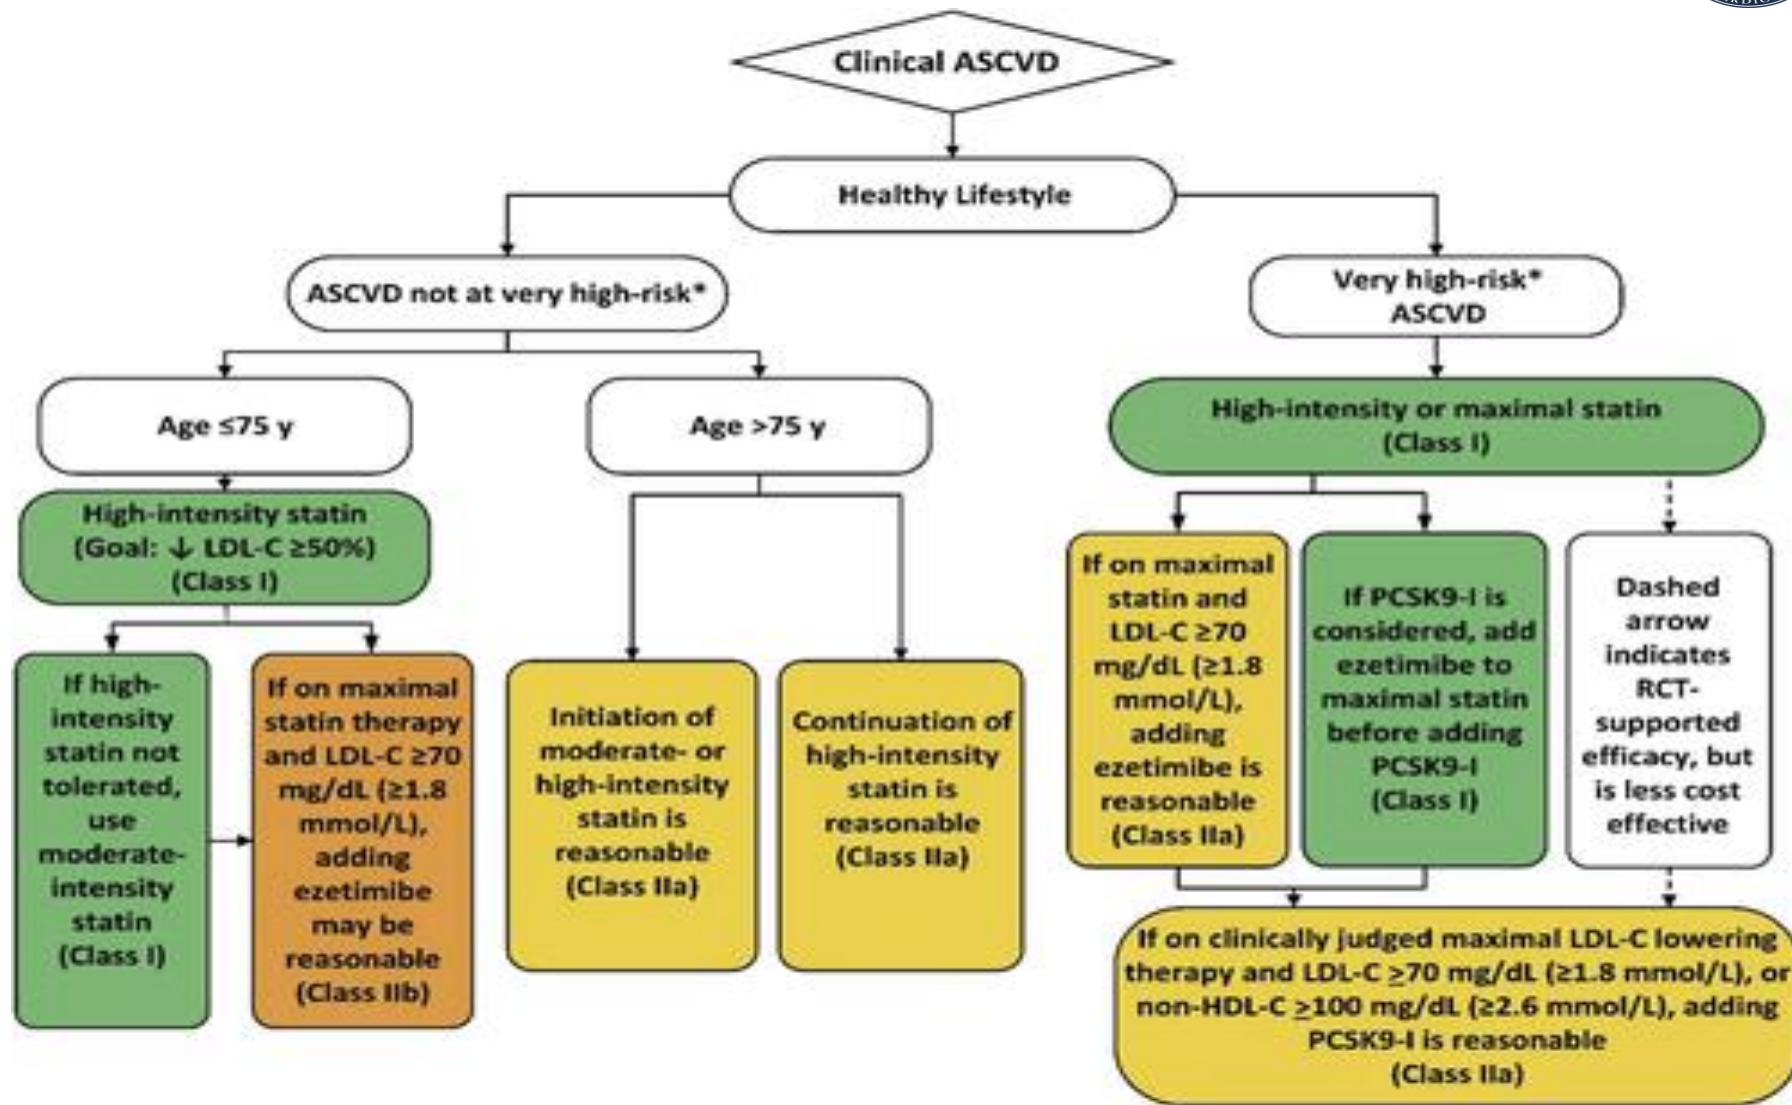 Clinical ASCVD
Healthy Lifestyle
ASCVD not at very high-risk*
Very high-risk*
ASCVD
Age ≤75 y
Age >75 y
High-intensity or maximal statin
(Class I)
High-intensity statin
(Goal: ↓ LDL-C ≥50%)
(Class I)
If high-
intensity
statin not
tolerated,
use
moderate-
intensity
statin
(Class I)
If on maximal
statin therapy
and LDL-C ≥70
mg/dL (≥1.8
mmol/L),
adding
ezetimibe
may be
reasonable
(Class IIb)
Initiation of
moderate- or
high-intensity
statin is
reasonable
(Class IIa)
Continuation of
high-intensity
statin is
reasonable
(Class IIa)
If on maximal
statin and
LDL-C ≥70
mg/dL (≥1.8
mmol/L),
adding
ezetimibe is
reasonable
(Class IIa)
If PCSK9-I is
considered, add
ezetimibe to
maximal statin
before adding
PCSK9-I
(Class I)
Dashed
arrow
indicates
RCT-
supported
efficacy, but
is less cost
effective
If on clinically judged maximal LDL-C lowering
therapy and LDL-C ≥70 mg/dL (≥1.8 mmol/L), or
non-HDL-C ≥100 mg/dL (≥2.6 mmol/L), adding
PCSK9-I is reasonable
(Class IIa)